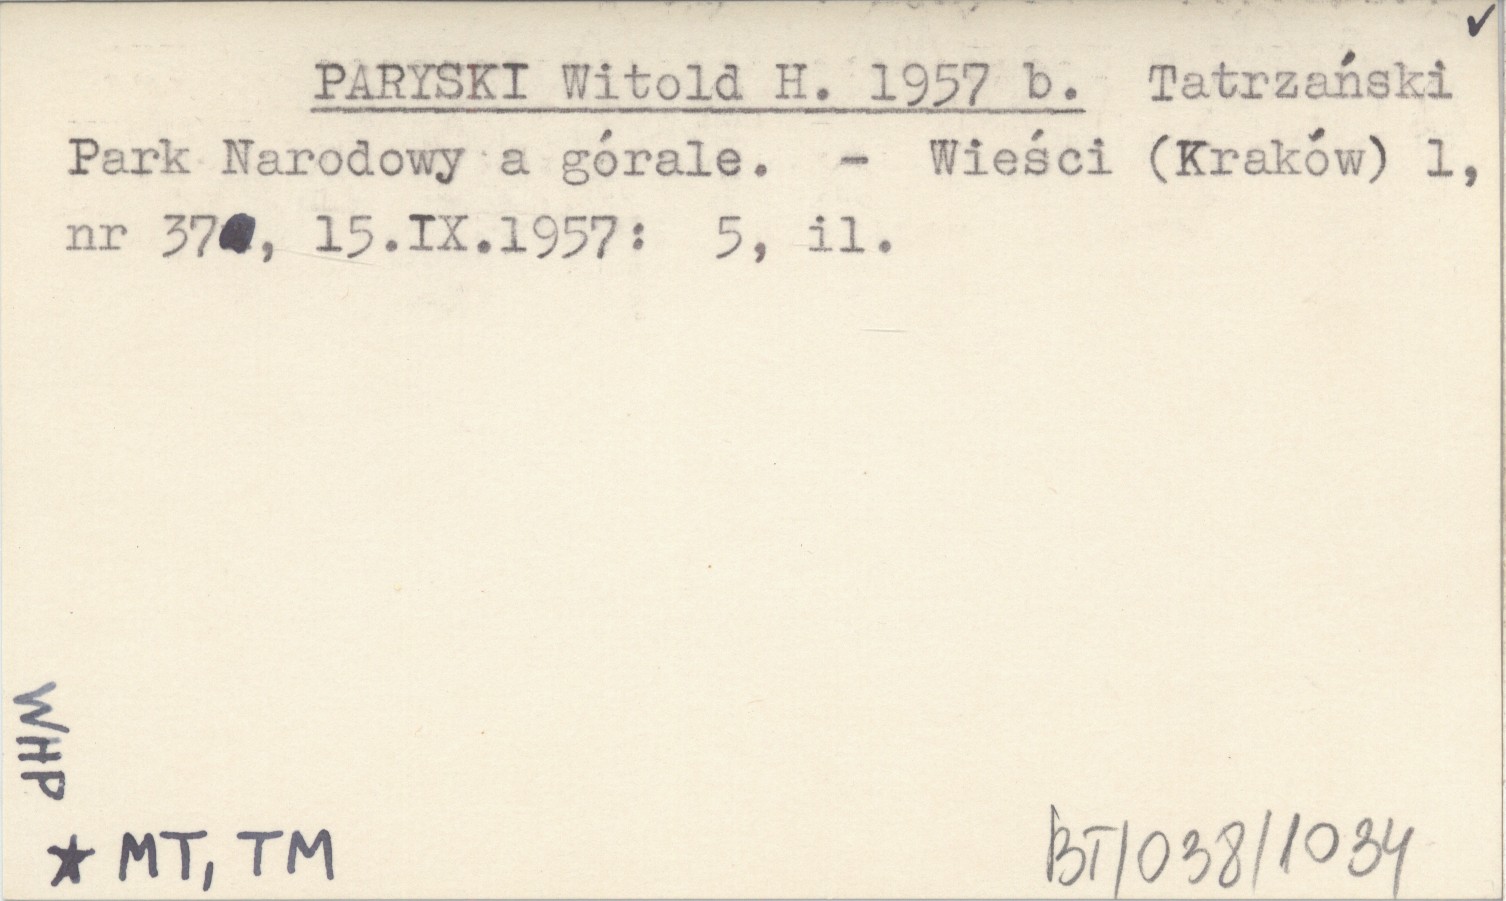 PARYSKI Witold H. 1957 b. Tatrzański
Park Narodowy a górale. - Wieści (Kraków) 1,
nr 37, 15.IX.1957: 5, il.
WHP
★ MT, TM
BT/038/1034